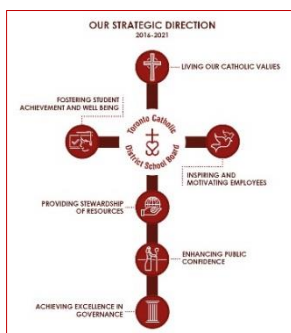 OUR STRATEGIC DIRECTION
2016-2021
LIVING OUR CATHOLIC VALUES
FOSTERING STUDENT
ACHIEVEMENT AND WELL BEING
Toronto Catholic
District School Board
INSPIRING AND
MOTIVATING EMPLOYEES
PROVIDING STEWARDSHIP
OF RESOURCES
ENHANCING PUBLIC
CONFIDENCE
ACHIEVING EXCELLENCE IN
GOVERNANCE